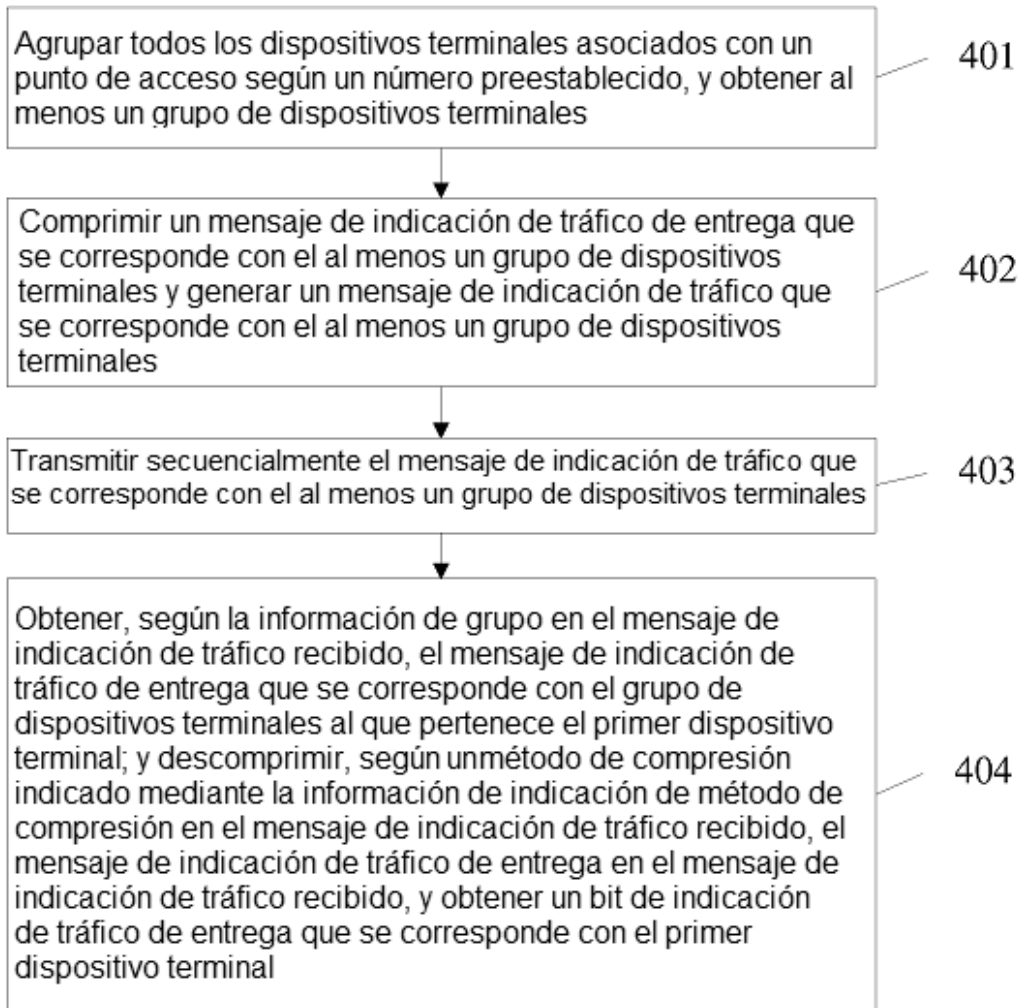 Agrupar todos los dispositivos terminales asociados con un
punto de acceso según un número preestablecido, y obtener al
menos un grupo de dispositivos terminales
401
Comprimir un mensaje de indicación de tráfico de entrega que
se corresponde con el al menos un grupo de dispositivos
terminales y generar un mensaje de indicación de tráfico que
se corresponde con el al menos un grupo de dispositivos
terminales
402
Transmitir secuencialmente el mensaje de indicación de tráfico que
se corresponde con el al menos un grupo de dispositivos terminales
403
Obtener, según la información de grupo en el mensaje de
indicación de tráfico recibido, el mensaje de indicación de
tráfico de entrega que se corresponde con el grupo de
dispositivos terminales al que pertenece el primer dispositivo
terminal; y descomprimir, según unmétodo de compresión
indicado mediante la información de indicación de método de
compresión en el mensaje de indicación de tráfico recibido, el
mensaje de indicación de tráfico de entrega en el mensaje de
indicación de tráfico recibido, y obtener un bit de indicación
de tráfico de entrega que se corresponde con el primer
dispositivo terminal
404